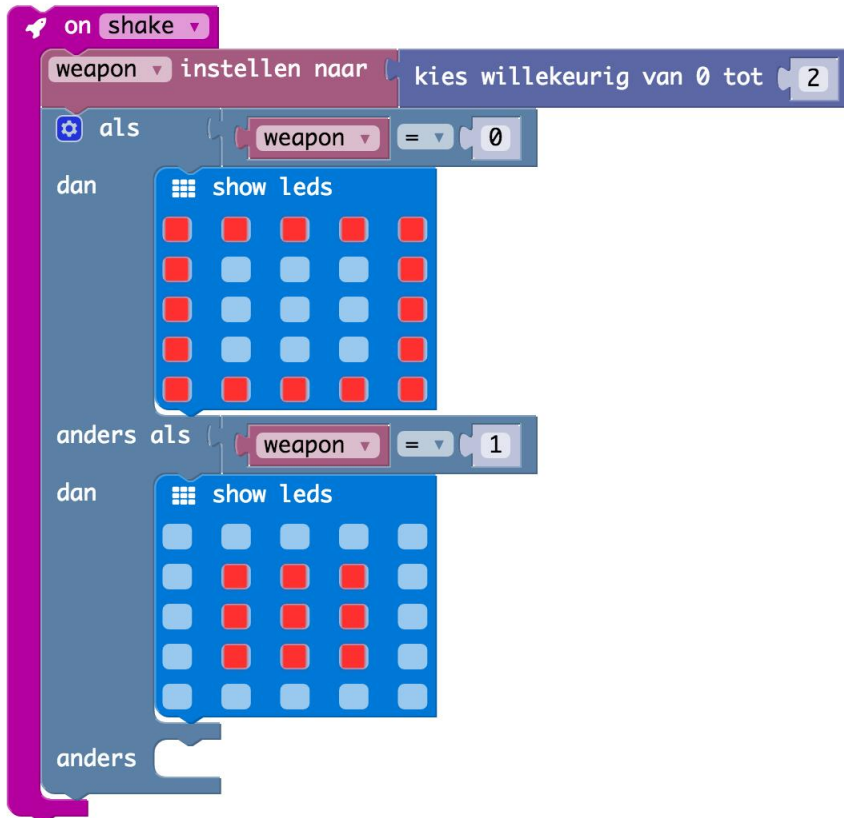 on shake
weapon instellen naar kies willekeurig van 0 tot 2
als weapon = 0
dan show leds
anders als weapon = 1
dan show leds
anders